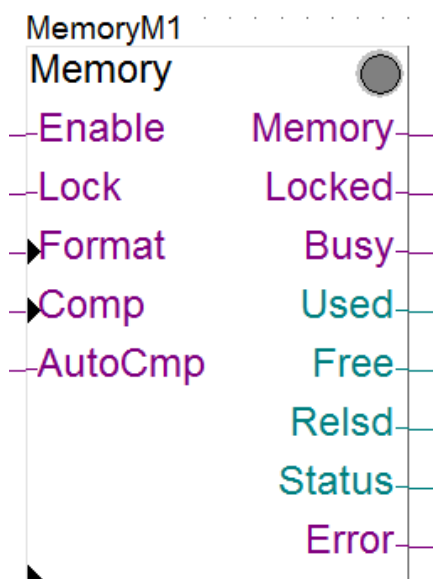 MemoryM1
Memory
Enable Memory
Lock Locked
Format Busy
Comp Used
AutoCmp Free
Relsd
Status
Error